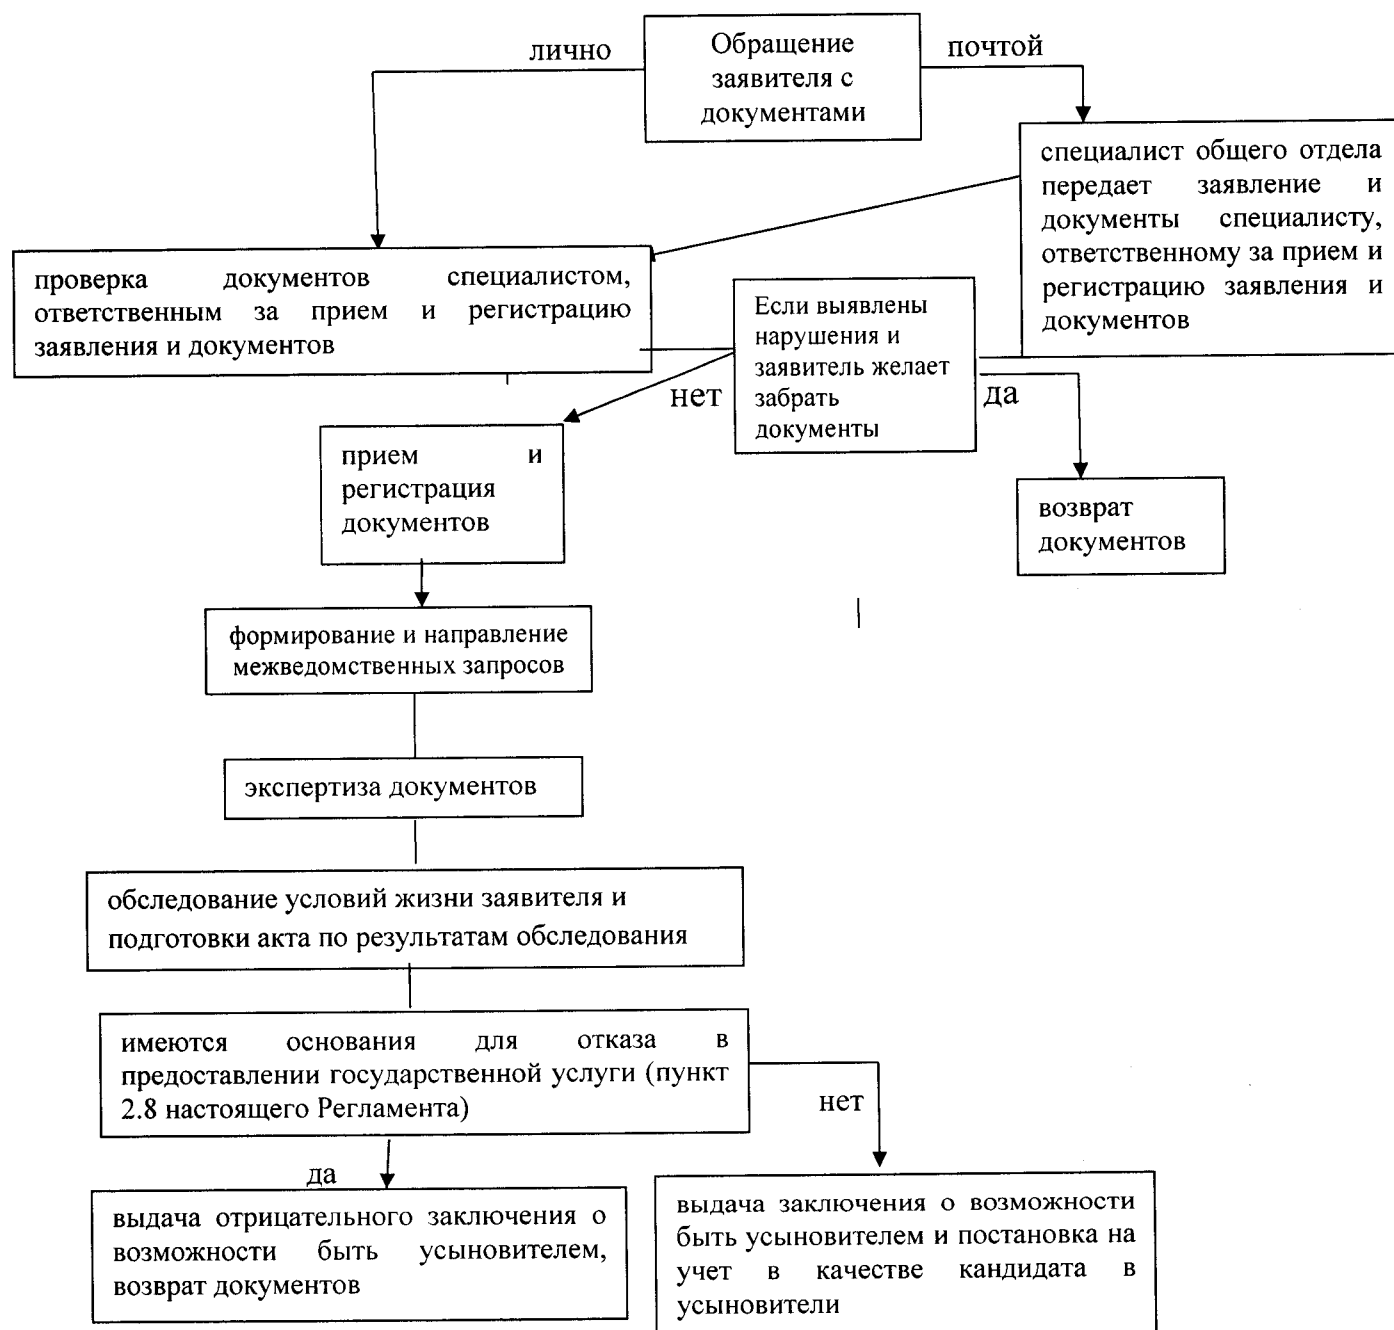 лично
Обращение
заявителя с
документами
почтой
специалист общего отдела
передает заявление и
документы специалисту,
ответственному за прием и
регистрацию заявления и
документов
проверка документов специалистом,
ответственным за прием и регистрацию
заявления и документов
Если выявлены
нарушения и
заявитель желает
забрать
документы
нет
да
прием и
регистрация
документов
возврат
документов
формирование и направление
межведомственных запросов
экспертиза документов
обследование условий жизни заявителя и
подготовки акта по результатам обследования
имеются основания для отказа в
предоставлении государственной услуги (пункт
2.8 настоящего Регламента)
нет
да
выдача отрицательного заключения о
возможности быть усыновителем,
возврат документов
выдача заключения о возможности
быть усыновителем и постановка на
учет в качестве кандидата в
усыновители